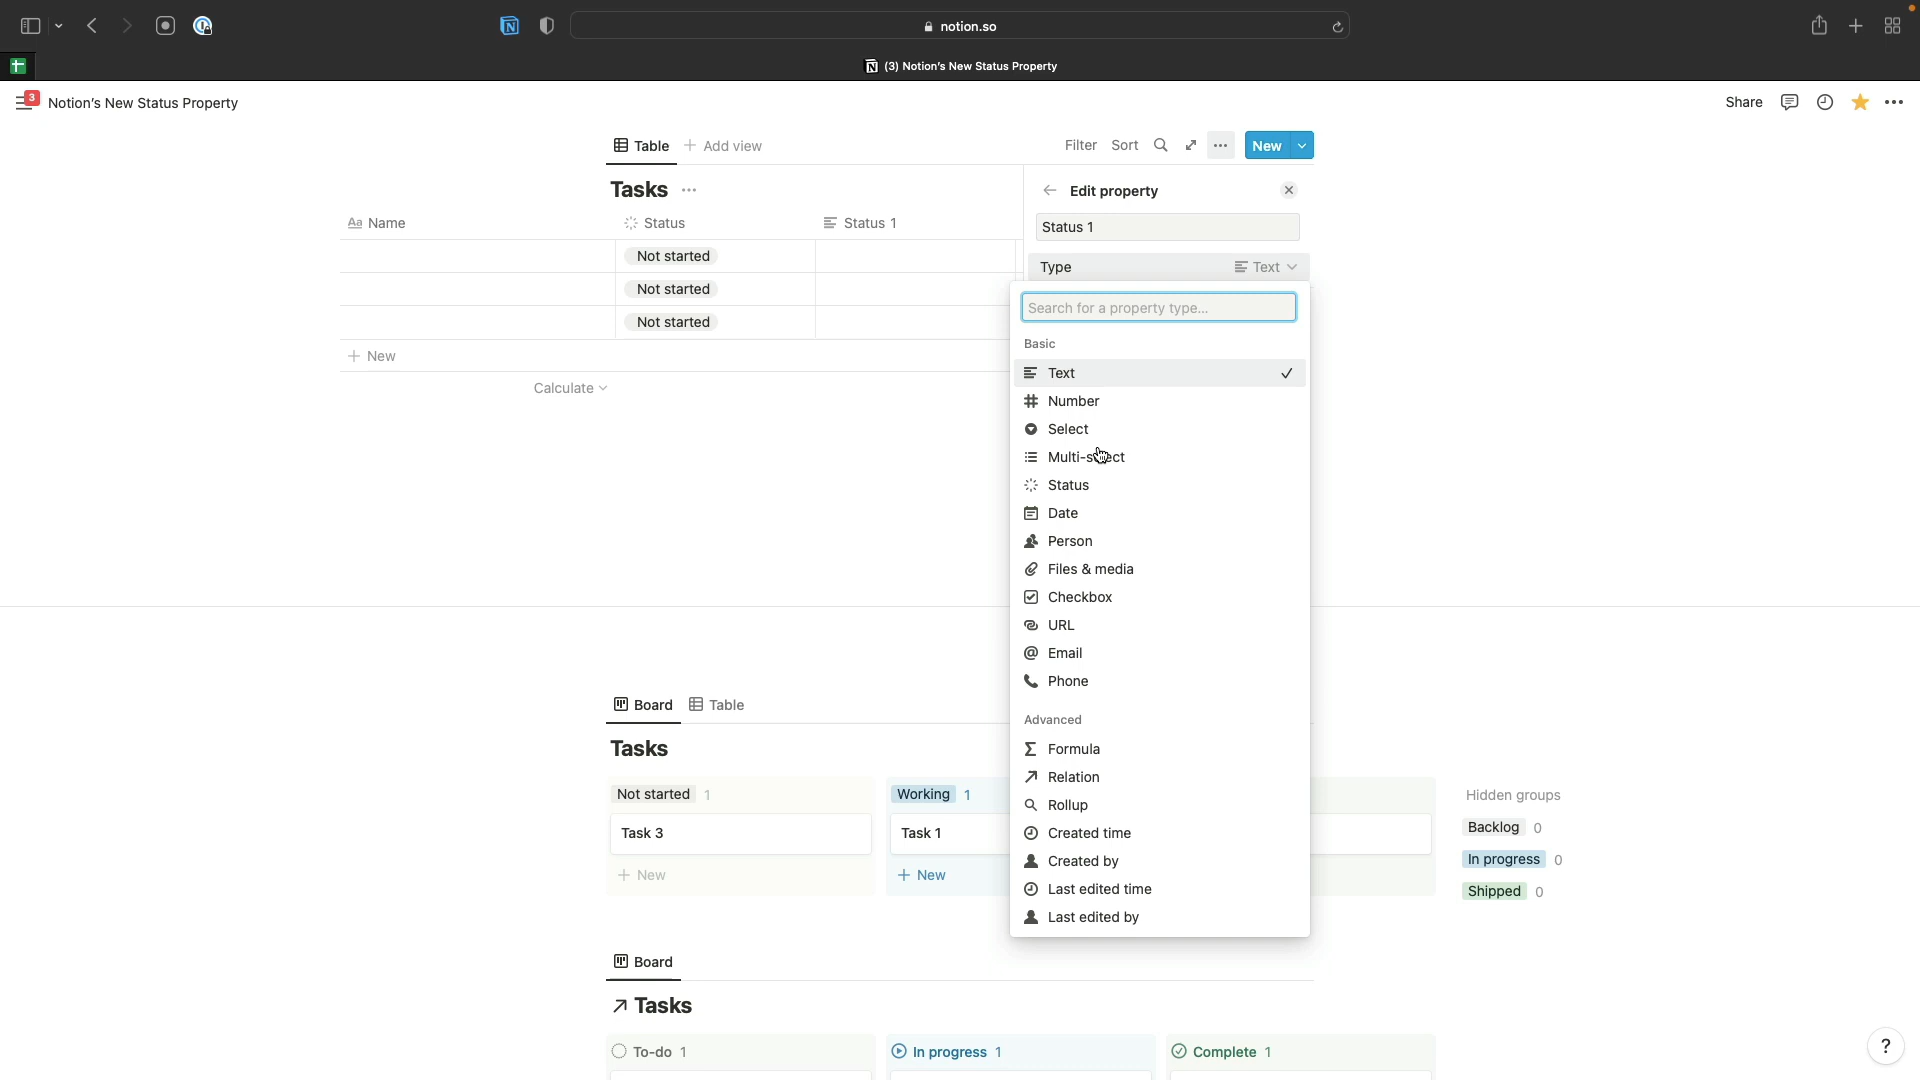 notion.so
(3) Notion's New Status Property
3 Notion's New Status Property
Share
Table Add view
Filter Sort New
Tasks
Edit property
Aa Name Status Status 1
Status 1
Not started
Type Text
Not started
Search for a property type...
Not started
Basic
+ New
Text
Calculate
Number
Select
Multi-select
Status
Date
Person
Files & media
Checkbox
URL
Email
Phone
Board Table
Advanced
Tasks
Formula
Relation
Not started 1 Working 1
Hidden groups
Rollup
Backlog 0
Task 3 Task 1
Created time
In progress 0
Created by
+ New + New
Last edited time
Shipped 0
Last edited by
Board
Tasks
To-do 1 In progress 1 Complete 1
?